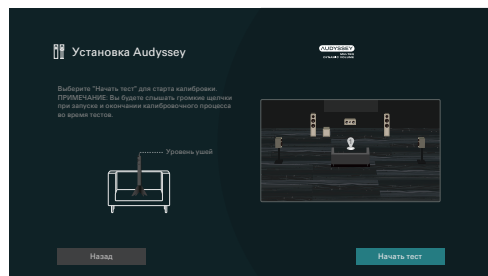 Установка Audyssey
AUDYSSEY
Выберите "Начать тест" для старта калибровки.
ПРИМЕЧАНИЕ: Вы будете слышать громкие щелчки
при запуске и окончании калибровочного процесса
во время тестов.
Уровень ушей
Назад
Начать тест